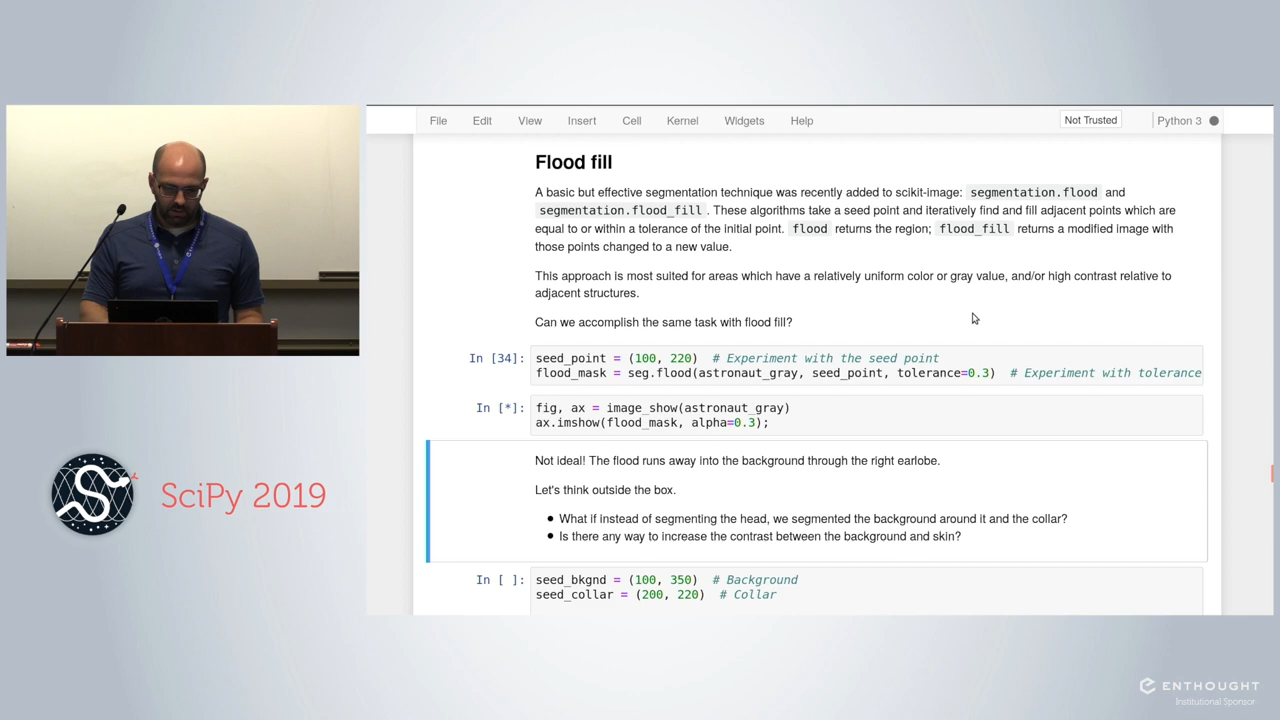 File Edit View Insert Cell Kernel Widgets Help Not Trusted Python 3
Flood fill
A basic but effective segmentation technique was recently added to scikit-image: segmentation.flood and
segmentation.flood_fill. These algorithms take a seed point and iteratively find and fill adjacent points which are
equal to or within a tolerance of the initial point. flood returns the region; flood_fill returns a modified image with
those points changed to a new value.
This approach is most suited for areas which have a relatively uniform color or gray value, and/or high contrast relative to
adjacent structures.
Can we accomplish the same task with flood fill?
In [34]: seed_point = (100, 220)  # Experiment with the seed point
flood_mask = seg.flood(astronaut_gray, seed_point, tolerance=0.3)  # Experiment with tolerance
In [*]: fig, ax = image_show(astronaut_gray)
ax.imshow(flood_mask, alpha=0.3);
Not ideal! The flood runs away into the background through the right earlobe.
Let's think outside the box.
● What if instead of segmenting the head, we segmented the background around it and the collar?
● Is there any way to increase the contrast between the background and skin?
In [ ]: seed_bkgnd = (100, 350)  # Background
seed_collar = (200, 220)  # Collar
SciPy 2019
ENTHOUGHT
Institutional Sponsor